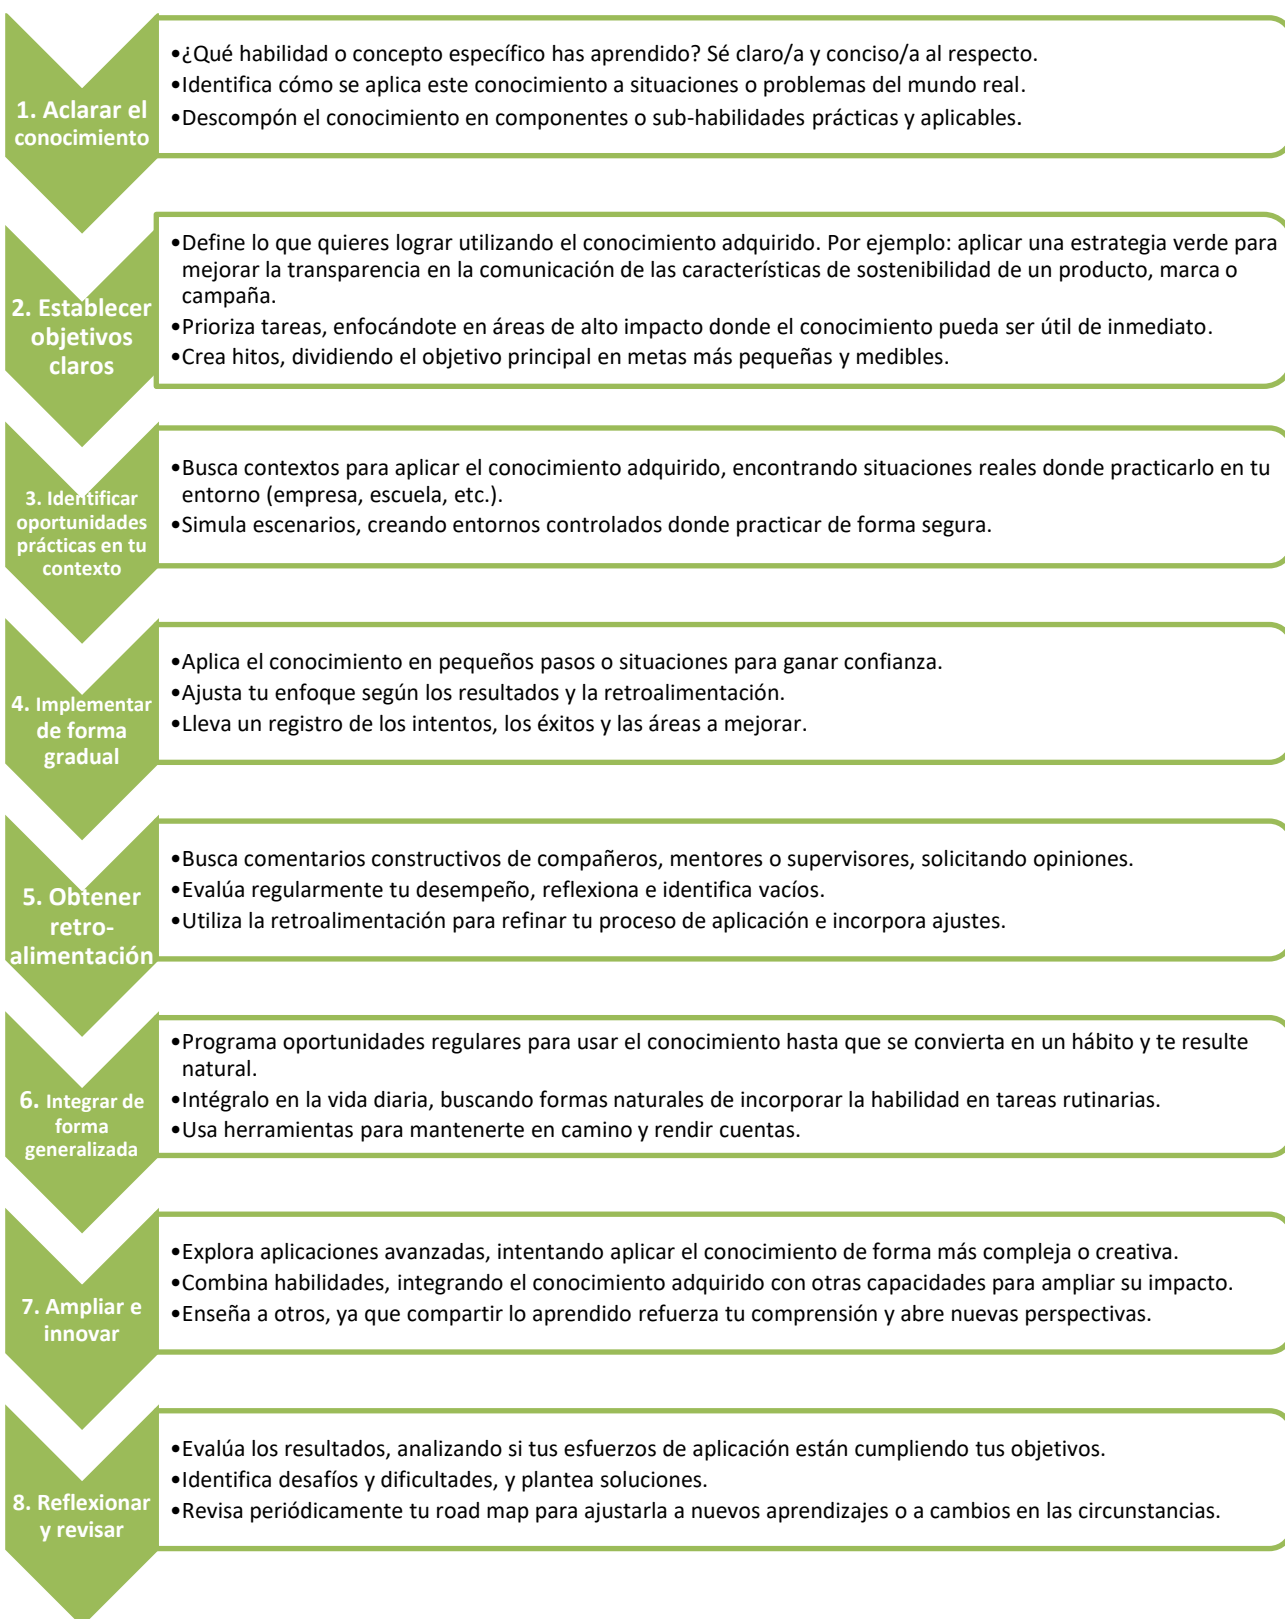 1. Aclarar el
conocimiento
•¿Qué habilidad o concepto específico has aprendido? Sé claro/a y conciso/a al respecto.
•Identifica cómo se aplica este conocimiento a situaciones o problemas del mundo real.
•Descompón el conocimiento en componentes o sub-habilidades prácticas y aplicables.
2. Establecer
objetivos
claros
•Define lo que quieres lograr utilizando el conocimiento adquirido. Por ejemplo: aplicar una estrategia verde para
mejorar la transparencia en la comunicación de las características de sostenibilidad de un producto, marca o
campaña.
•Prioriza tareas, enfocándote en áreas de alto impacto donde el conocimiento pueda ser útil de inmediato.
•Crea hitos, dividiendo el objetivo principal en metas más pequeñas y medibles.
3. Identificar
oportunidades
prácticas en tu
contexto
•Busca contextos para aplicar el conocimiento adquirido, encontrando situaciones reales donde practicarlo en tu
entorno (empresa, escuela, etc.).
•Simula escenarios, creando entornos controlados donde practicar de forma segura.
4. Implementar
de forma
gradual
•Aplica el conocimiento en pequeños pasos o situaciones para ganar confianza.
•Ajusta tu enfoque según los resultados y la retroalimentación.
•Lleva un registro de los intentos, los éxitos y las áreas a mejorar.
5. Obtener
retro-
alimentación
•Busca comentarios constructivos de compañeros, mentores o supervisores, solicitando opiniones.
•Evalúa regularmente tu desempeño, reflexiona e identifica vacíos.
•Utiliza la retroalimentación para refinar tu proceso de aplicación e incorpora ajustes.
6. Integrar de
forma
generalizada
•Programa oportunidades regulares para usar el conocimiento hasta que se convierta en un hábito y te resulte
natural.
•Intégralo en la vida diaria, buscando formas naturales de incorporar la habilidad en tareas rutinarias.
•Usa herramientas para mantenerte en camino y rendir cuentas.
7. Ampliar e
innovar
•Explora aplicaciones avanzadas, intentando aplicar el conocimiento de forma más compleja o creativa.
•Combina habilidades, integrando el conocimiento adquirido con otras capacidades para ampliar su impacto.
•Enseña a otros, ya que compartir lo aprendido refuerza tu comprensión y abre nuevas perspectivas.
8. Reflexionar
y revisar
•Evalúa los resultados, analizando si tus esfuerzos de aplicación están cumpliendo tus objetivos.
•Identifica desafíos y dificultades, y plantea soluciones.
•Revisa periódicamente tu road map para ajustarla a nuevos aprendizajes o a cambios en las circunstancias.